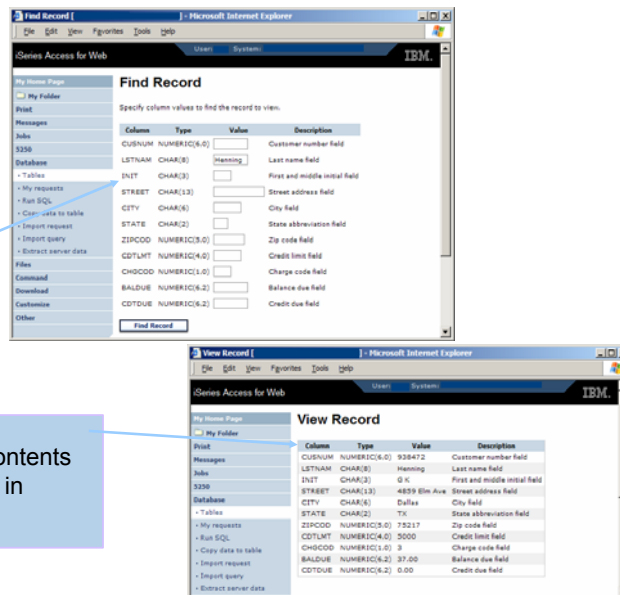 Find Record [ ] - Microsoft Internet Explorer
File Edit View Favorites Tools Help
User: System:
iSeries Access for Web
IBM.
My Home Page
My Folder
Print
Messages
Jobs
5250
Database
• Tables
• My requests
• Run SQL
• Copy data to table
• Import request
• Import query
• Extract server data
Files
Command
Download
Customize
Other
Find Record
Specify column values to find the record to view.
Column Type Value Description
CUSNUM NUMERIC(6.0) Customer number field
LSTNAM CHAR(8) Henning Last name field
INIT CHAR(3) First and middle initial field
STREET CHAR(13) Street address field
CITY CHAR(6) City field
STATE CHAR(2) State abbreviation field
ZIPCOD NUMERIC(5.0) Zip code field
CDTLMT NUMERIC(4.0) Credit limit field
CHGCOD NUMERIC(1.0) Charge code field
BALDUE NUMERIC(6.2) Balance due field
CDTDUE NUMERIC(6.2) Credit due field
Find Record
View Record [ ] - Microsoft Internet Explorer
File Edit View Favorites Tools Help
User: System:
iSeries Access for Web
IBM.
My Home Page
My Folder
Print
Messages
Jobs
5250
Database
• Tables
• My requests
• Run SQL
• Copy data to table
• Import request
• Import query
• Extract server data
View Record
Column Type Value Description
CUSNUM NUMERIC(6.0) 938472 Customer number field
LSTNAM CHAR(8) Henning Last name field
INIT CHAR(3) G K First and middle initial field
STREET CHAR(13) 4859 Elm Ave Street address field
CITY CHAR(6) Dallas City field
STATE CHAR(2) TX State abbreviation field
ZIPCOD NUMERIC(5.0) 75217 Zip code field
CDTLMT NUMERIC(4.0) 5000 Credit limit field
CHGCOD NUMERIC(1.0) 3 Charge code field
BALDUE NUMERIC(6.2) 37.00 Balance due field
CDTDUE NUMERIC(6.2) 0.00 Credit due field
ontents
in